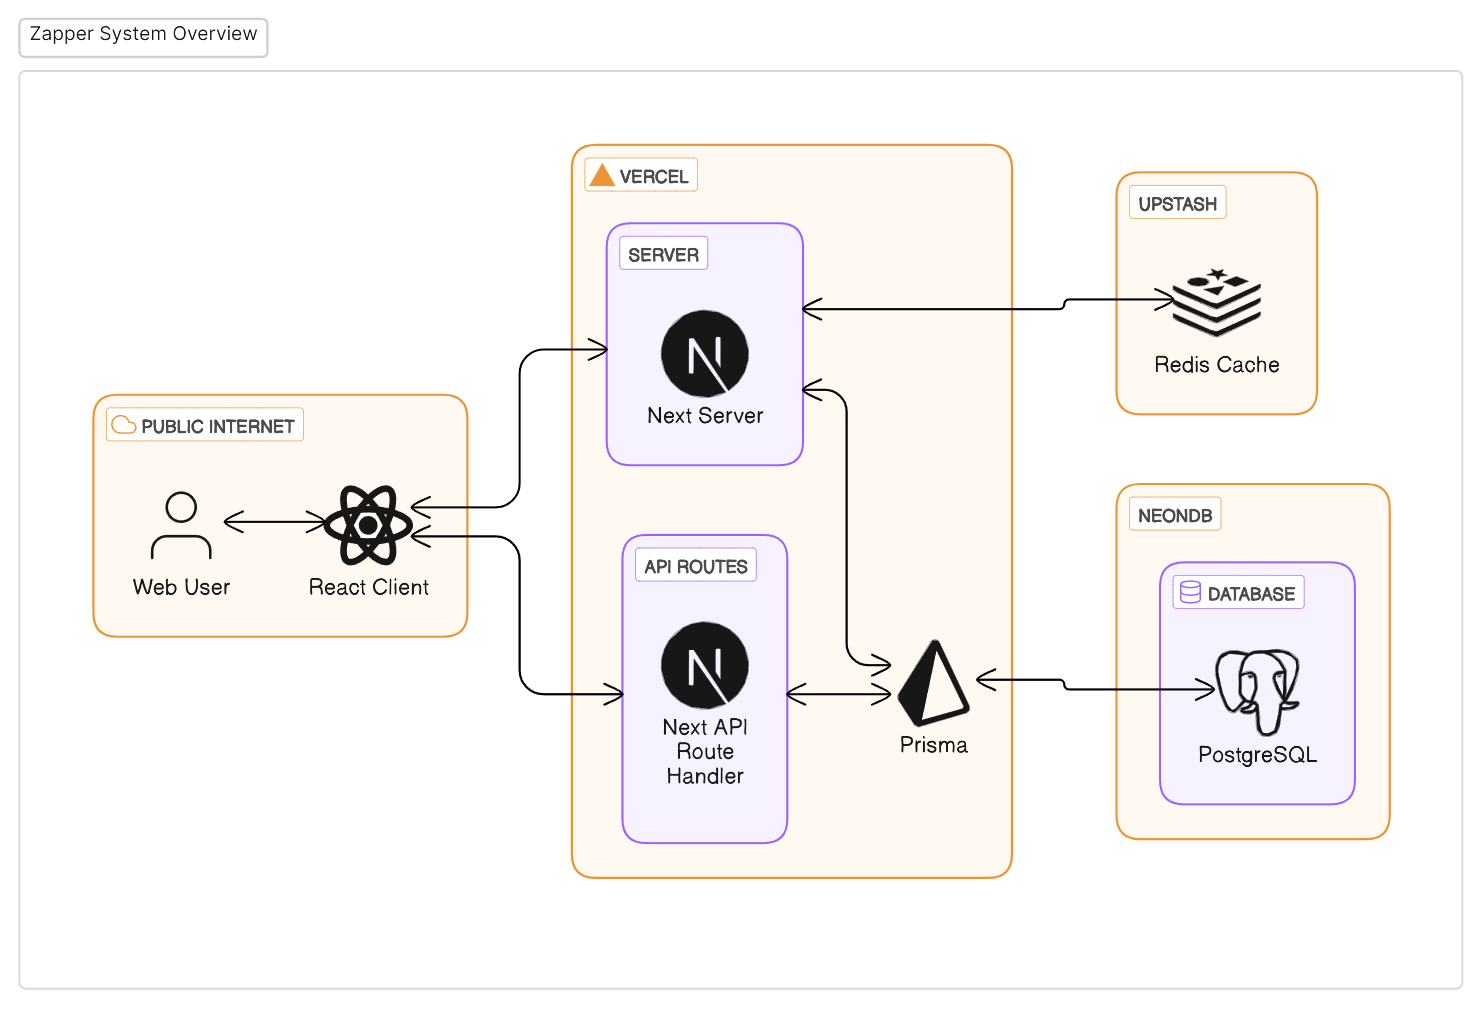 Zapper System Overview
VERCEL
SERVER
Next Server
UPSTASH
Redis Cache
PUBLIC INTERNET
Web User
React Client
API ROUTES
Next API
Route
Handler
Prisma
NEONDB
DATABASE
PostgreSQL